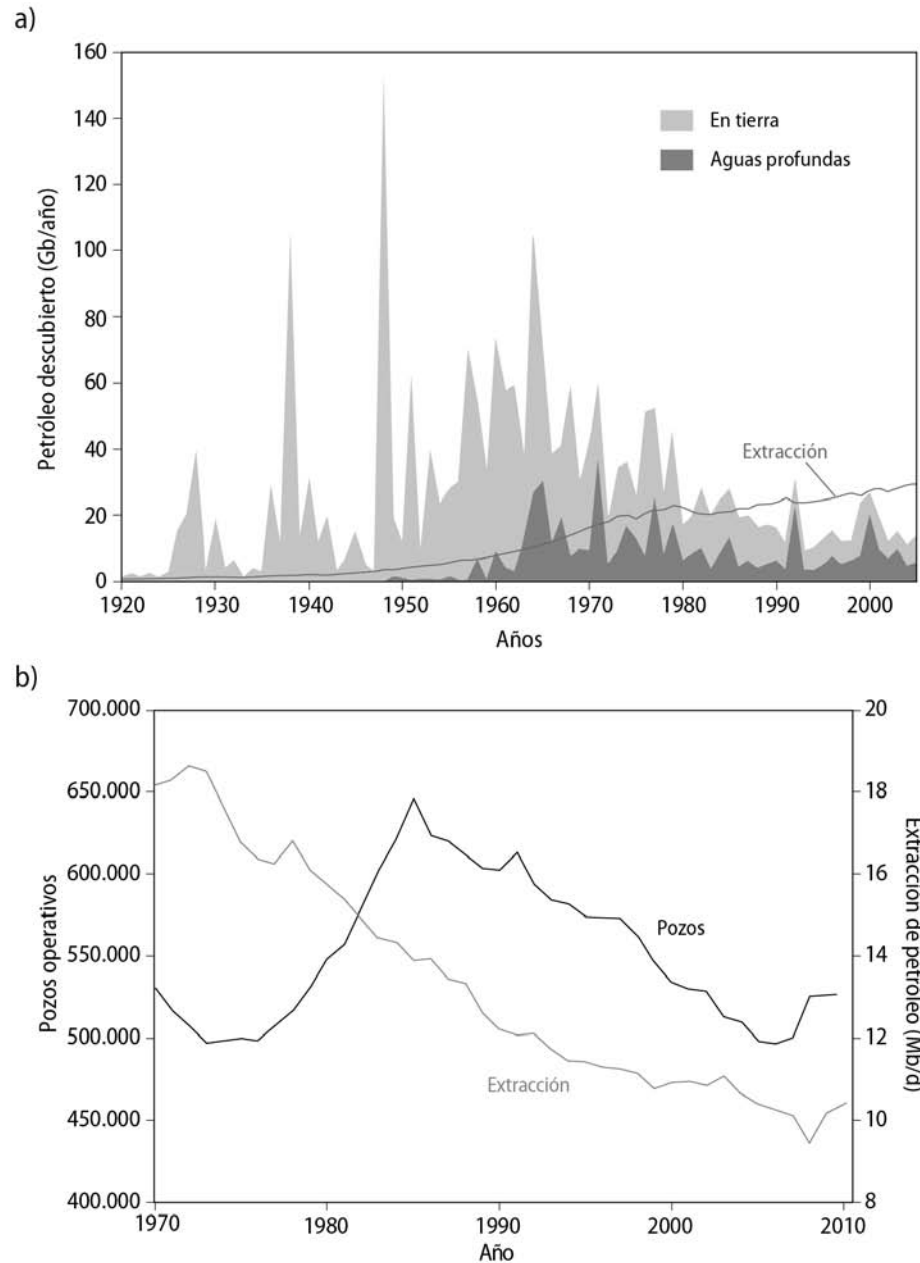 a)
160
140
120
100
80
60
40
20
0
Petróleo descubierto (Gb/año)
En tierra
Aguas profundas
Extracción
1920 1930 1940 1950 1960 1970 1980 1990 2000
Años
b)
700.000
650.000
600.000
550.000
500.000
450.000
400.000
Pozos operativos
20
18
16
14
12
10
8
Extraccion de petroleo (Mb/d)
Pozos
Extracción
1970 1980 1990 2000 2010
Año